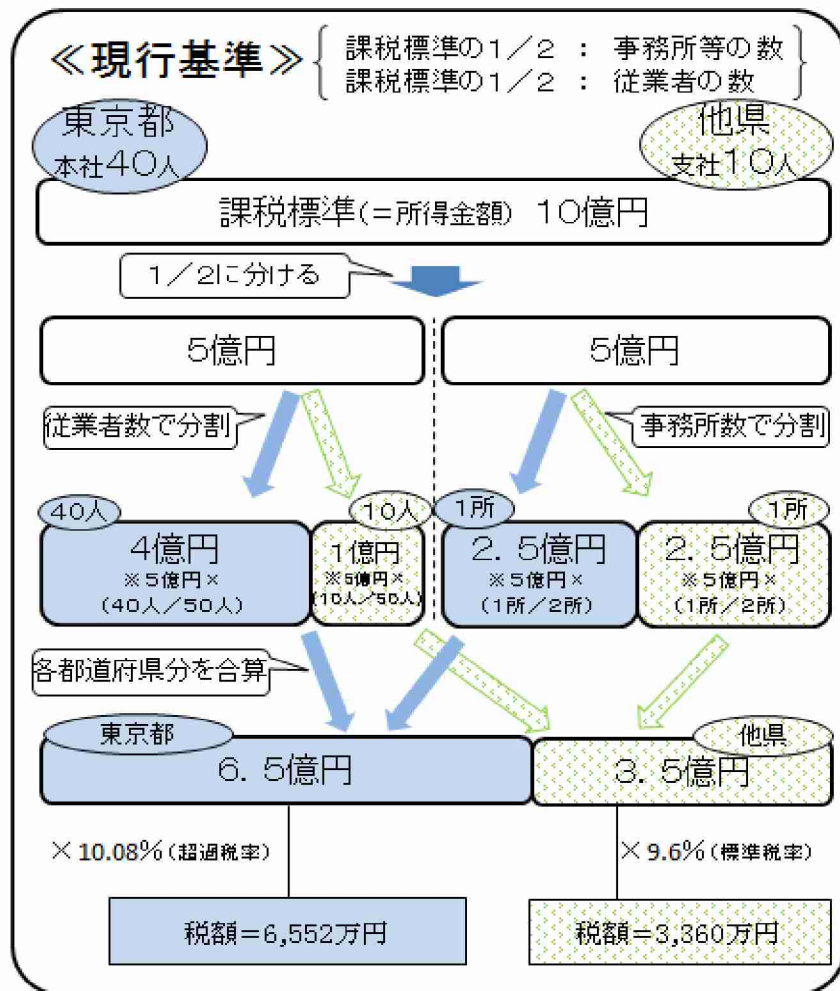 ≪現行基準≫
課税標準の1／2 ： 事務所等の数
課税標準の1／2 ： 従業者の数
東京都
本社40人
他県
支社10人
課税標準(＝所得金額) 10億円
1／2に分ける
5億円
5億円
従業者数で分割
事務所数で分割
40人
10人
1所
1所
4億円
※5億円×
(40人／50人)
1億円
※5億円×
(10人／50人)
2．5億円
※5億円×
(1所／2所)
2．5億円
※5億円×
(1所／2所)
各都道府県分を合算
東京都
他県
6．5億円
3．5億円
×10.08%(超過税率)
×9.6%(標準税率)
税額＝6,552万円
税額＝3,360万円